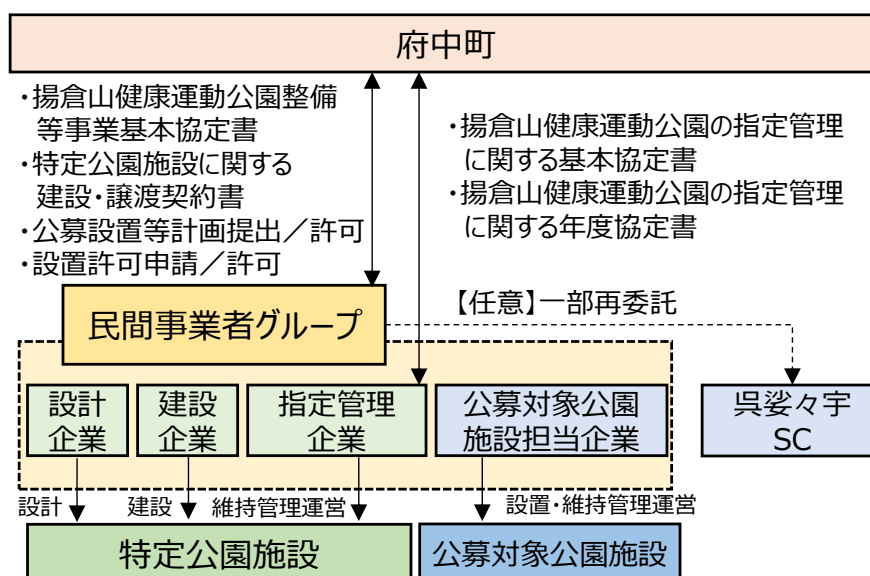 府中町
・揚倉山健康運動公園整備
等事業基本協定書
・特定公園施設に関する
建設・譲渡契約書
・公募設置等計画提出／許可
・設置許可申請／許可
・揚倉山健康運動公園の指定管理
に関する基本協定書
・揚倉山健康運動公園の指定管理
に関する年度協定書
民間事業者グループ
【任意】一部再委託
設計
企業
建設
企業
指定管理
企業
公募対象公園
施設担当企業
呉娑々宇
SC
設計
建設
維持管理運営
設置・維持管理運営
特定公園施設
公募対象公園施設